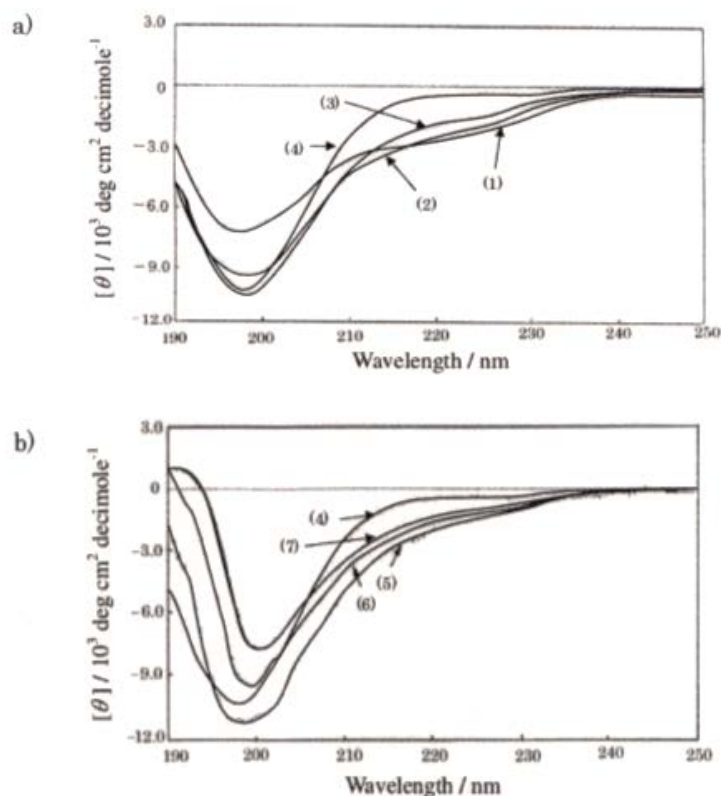 a)
3.0
0
−3.0
−6.0
−9.0
−12.0
[θ] / 10³ deg cm² decimole⁻¹
(3)
(4)
(1)
(2)
190 200 210 220 230 240 250
Wavelength / nm
b)
3.0
0
-3.0
-6.0
-9.0
-12.0
[θ] / 10³ deg cm² decimole⁻¹
(4)
(7)
(5)
(6)
190 200 210 220 230 240 250
Wavelength / nm